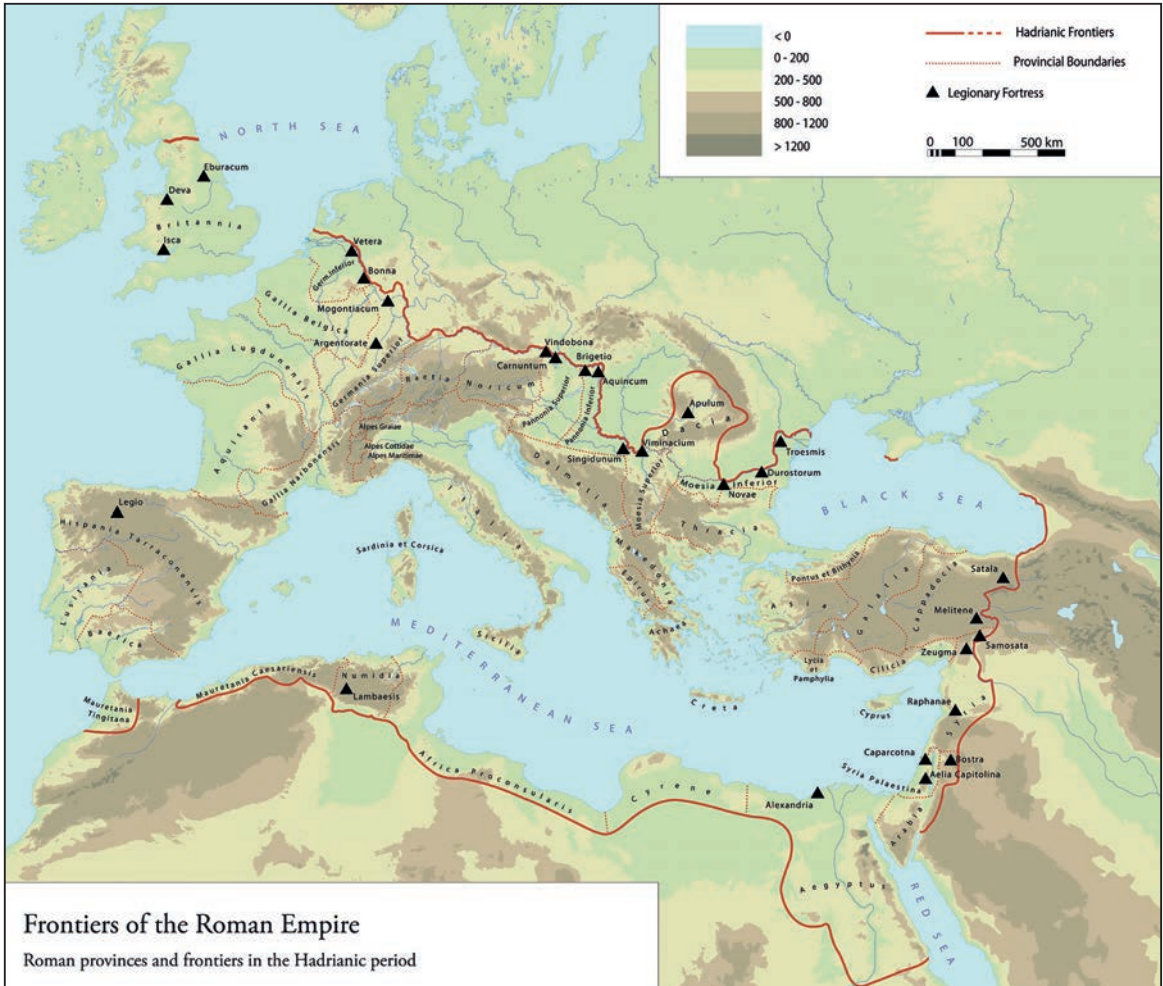 < 0
0 - 200
200 - 500
500 - 800
800 - 1200
> 1200
Hadrianic Frontiers
Provincial Boundaries
Legionary Fortress
0 100 500 km
NORTH SEA
Eburacum
Deva
Britannia
Isca
Vetera
Germ.Inferior
Bonna
Mogontiacum
Gallia Belgica
Argentorate
Gallia Lugdunensis
Germania Superior
Raetia
Noricum
Vindobona
Carnuntum
Brigetio
Aquincum
Pannonia Superior
Pannonia Inferior
Apulum
Dacia
Aquitania
Alpes Graiae
Alpes Cottidae
Alpes Maritimae
Gallia Narbonensis
Singidunum
Viminacium
Troesmis
Durostorum
Moesia Inferior
Novae
Moesia Superior
Dalmatia
Italia
Thracia
BLACK SEA
Legio
Hispania Tarraconensis
Lusitania
Baetica
Sardinia et Corsica
Makedonia
Epirus
Achaea
Sicilia
MEDITERRANEAN SEA
Pontus et Bithynia
Asia
Galatia
Cappadocia
Satala
Melitene
Samosata
Zeugma
Lycia
et
Pamphylia
Cilicia
Creta
Cyprus
Raphanae
Syria
Mauretania
Tingitana
Mauretania Caesariensis
Numidia
Lambaesis
Africa Proconsularis
Cyrene
Alexandria
Caparcotna
Bostra
Aelia Capitolina
Syria Palaestina
Arabia
Aegyptus
RED SEA
Frontiers of the Roman Empire
Roman provinces and frontiers in the Hadrianic period